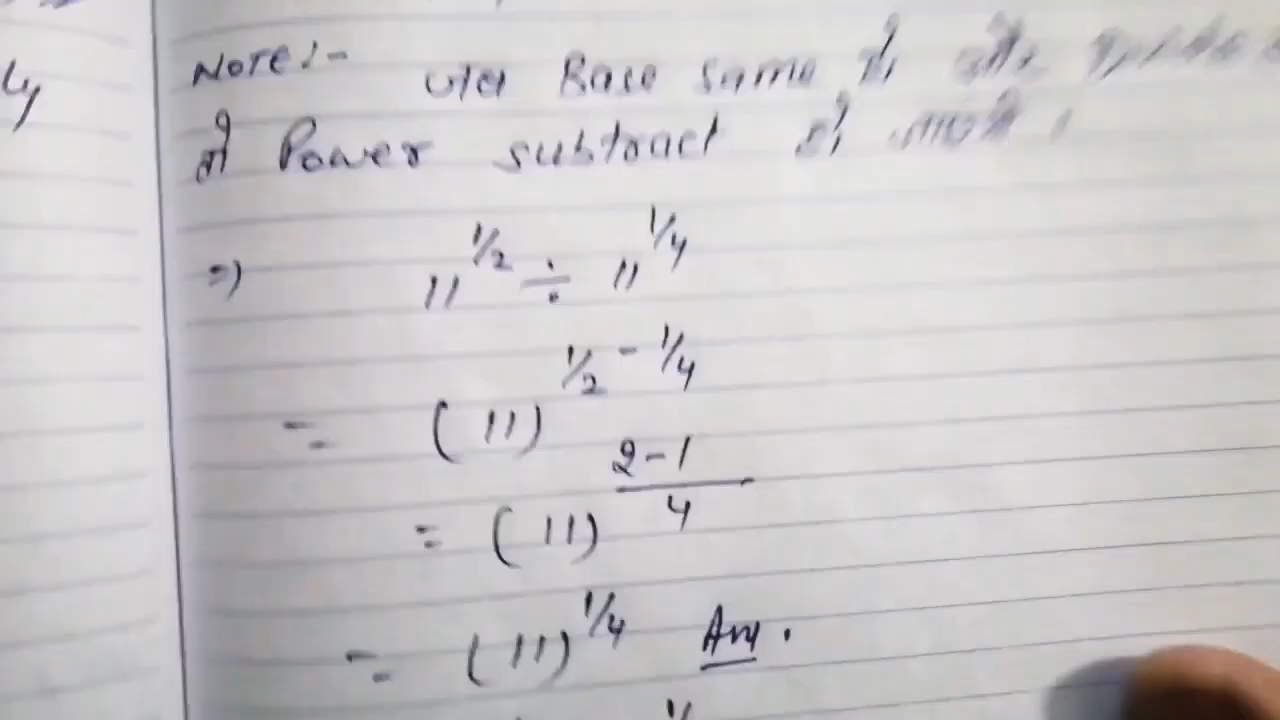 NOTE:- जब Base same हो और
तो Power subtract हो जाती।
=) 11^1/2 ÷ 11^1/4
= (11)^1/2 - 1/4
= (11)^2-1/4
= (11)^1/4 Ans.